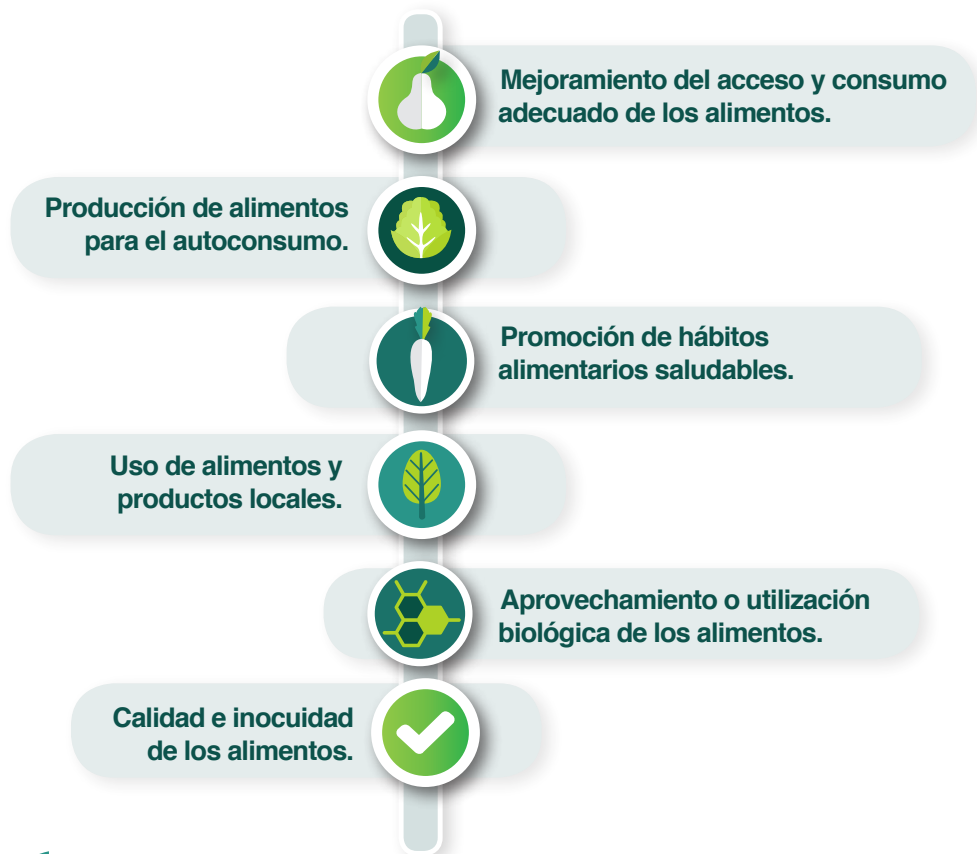 Mejoramiento del acceso y consumo
adecuado de los alimentos.
Producción de alimentos
para el autoconsumo.
Promoción de hábitos
alimentarios saludables.
Uso de alimentos y
productos locales.
Aprovechamiento o utilización
biológica de los alimentos.
Calidad e inocuidad
de los alimentos.